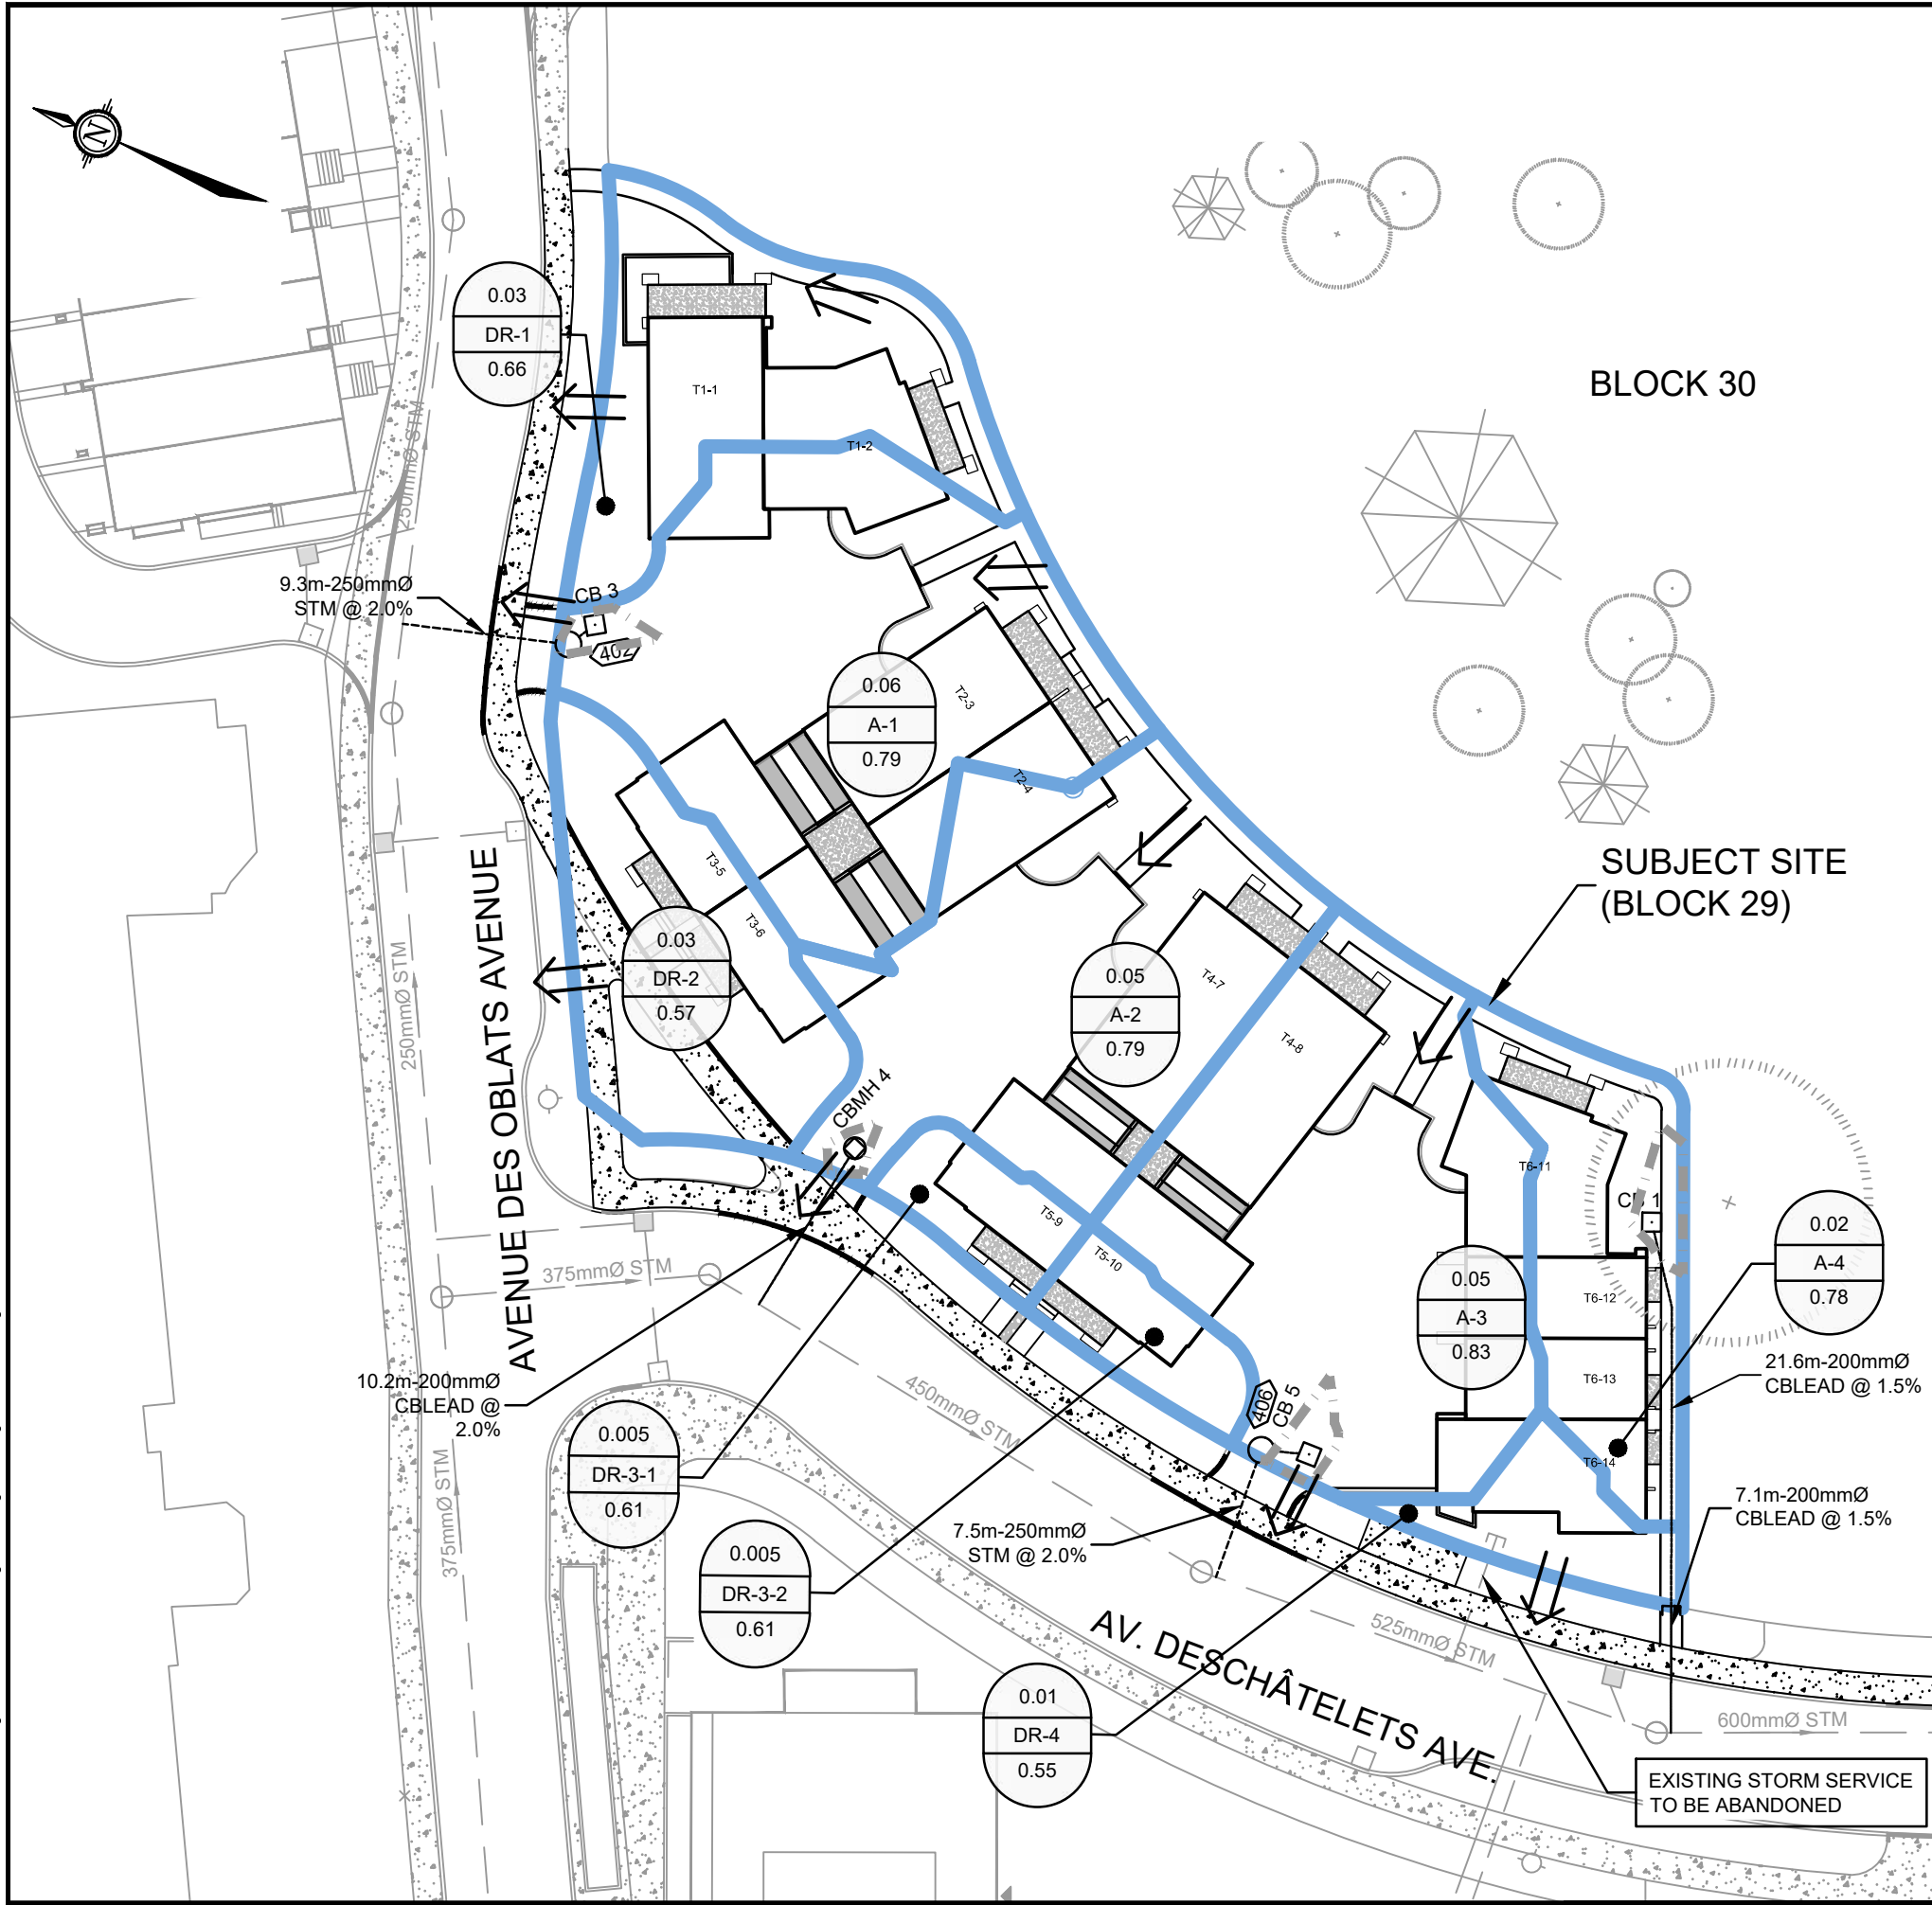 N
0.03
DR-1
0.66
T1-1
T1-2
BLOCK 30
250mmØ STM
9.3m-250mmØ
STM @ 2.0%
CB 3
402
0.06
A-1
0.79
T2-3
T2-4
T3-5
T3-6
SUBJECT SITE
(BLOCK 29)
AVENUE DES OBLATS AVENUE
250mmØ STM
0.03
DR-2
0.57
0.05
A-2
0.79
T4-7
T4-8
CBMH 4
T5-9
T5-10
T6-11
CB 1
0.02
A-4
0.78
0.05
A-3
0.83
T6-12
T6-13
T6-14
375mmØ STM
10.2m-200mmØ
CBLEAD @
2.0%
21.6m-200mmØ
CBLEAD @ 1.5%
450mmØ STM
406
CB 5
0.005
DR-3-1
0.61
375mmØ STM
7.1m-200mmØ
CBLEAD @ 1.5%
7.5m-250mmØ
STM @ 2.0%
0.005
DR-3-2
0.61
525mmØ STM
AV. DESCHÂTELETS AVE.
0.01
DR-4
0.55
600mmØ STM
EXISTING STORM SERVICE
TO BE ABANDONED